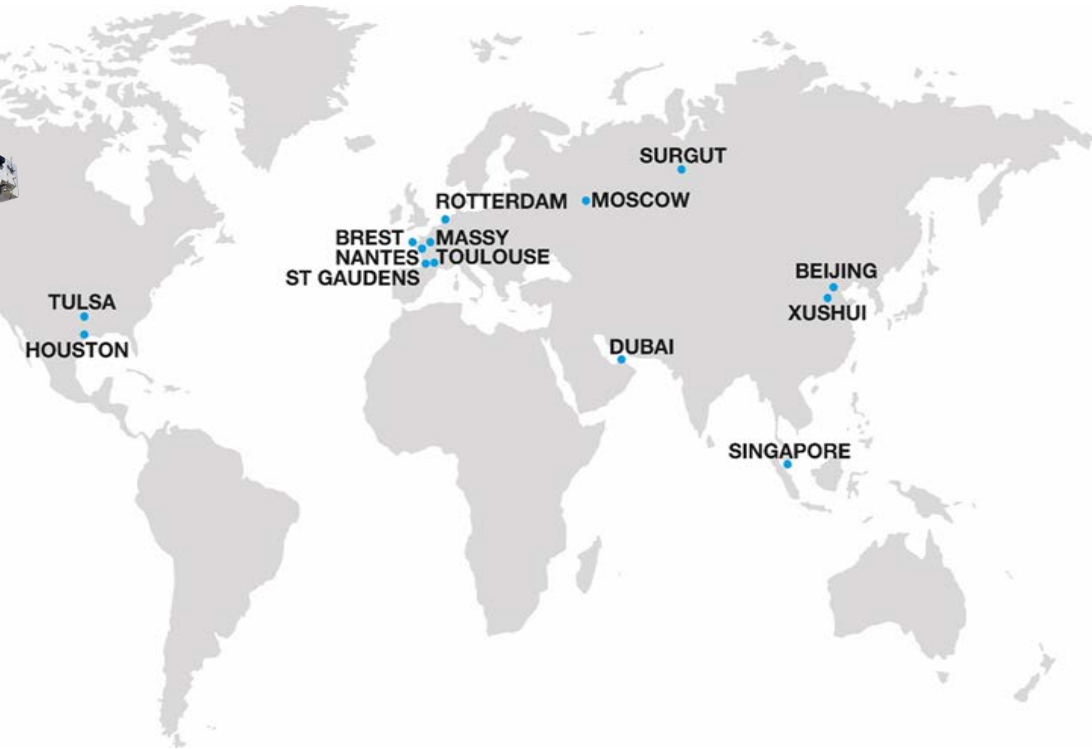 SURGUT
ROTTERDAM
MOSCOW
BREST
MASSY
NANTES
TOULOUSE
ST GAUDENS
BEIJING
TULSA
XUSHUI
HOUSTON
DUBAI
SINGAPORE